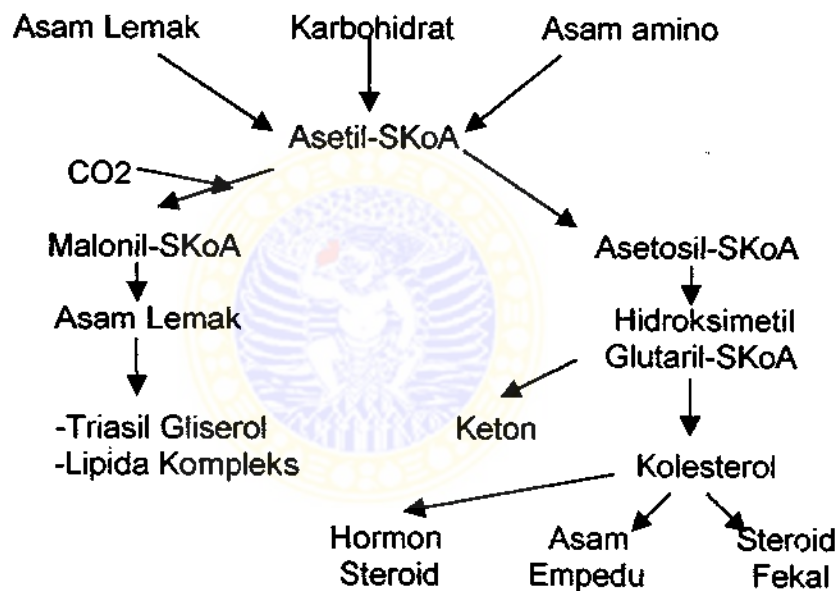 Asam Lemak Karbohidrat Asam amino
Asetil-SKoA
CO2
Malonil-SKoA Asetosil-SKoA
Asam Lemak Hidroksimetil
Glutaril-SKoA
-Triasil Gliserol Keton
-Lipida Kompleks Kolesterol
Hormon Asam Steroid
Steroid Empedu Fekal